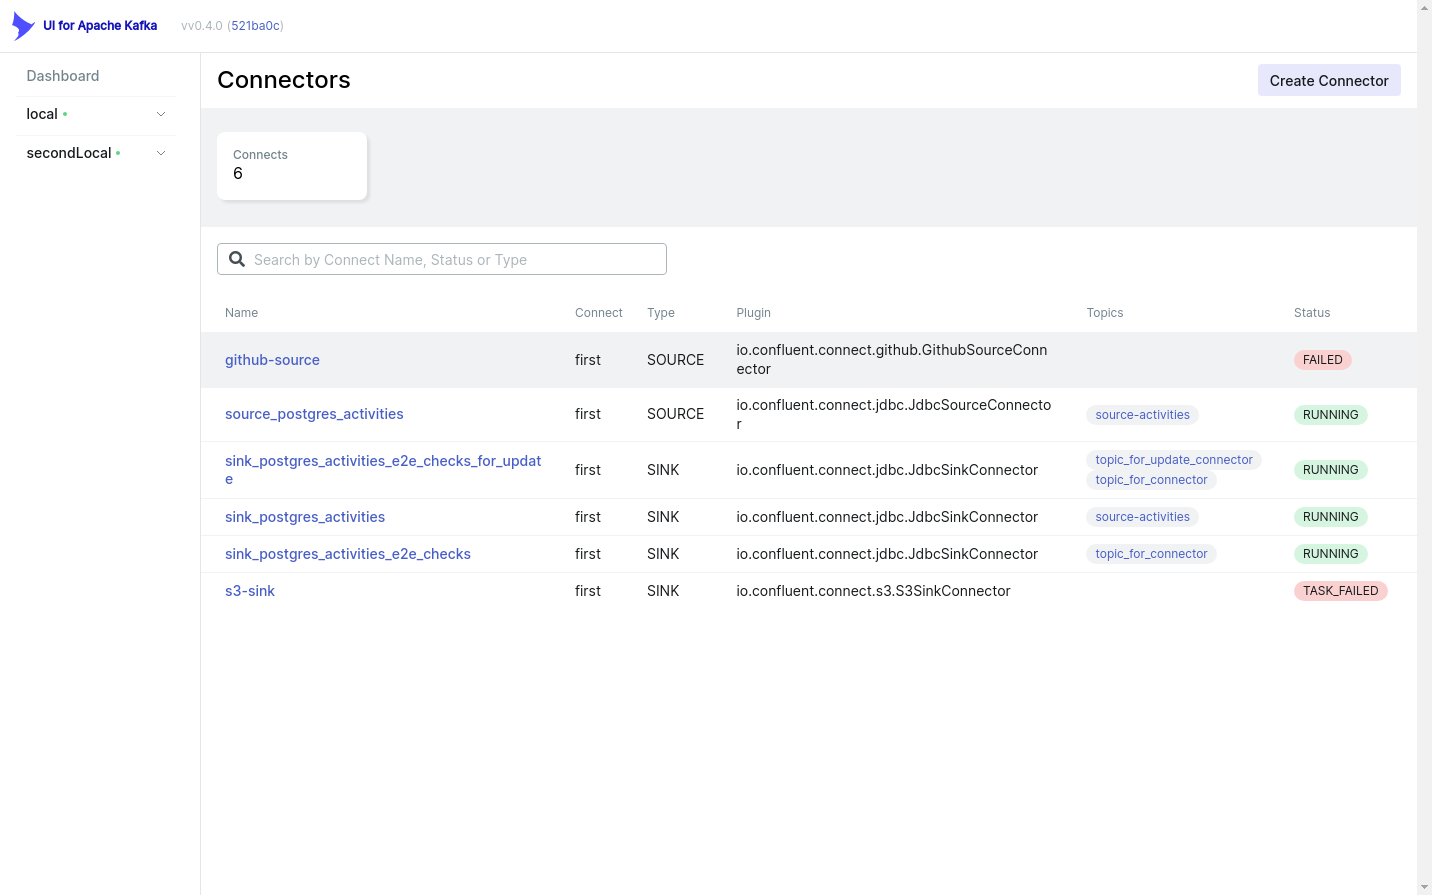 UI for Apache Kafka vv0.4.0 (521ba0c)
Dashboard
local
secondLocal
Connectors
Create Connector
Connects
6
Search by Connect Name, Status or Type
Name Connect Type Plugin Topics Status
github-source first SOURCE io.confluent.connect.github.GithubSourceConn
ector FAILED
source_postgres_activities first SOURCE io.confluent.connect.jdbc.JdbcSourceConnecto
r source-activities RUNNING
sink_postgres_activities_e2e_checks_for_updat
e first SINK io.confluent.connect.jdbc.JdbcSinkConnector topic_for_update_connector
topic_for_connector RUNNING
sink_postgres_activities first SINK io.confluent.connect.jdbc.JdbcSinkConnector source-activities RUNNING
sink_postgres_activities_e2e_checks first SINK io.confluent.connect.jdbc.JdbcSinkConnector topic_for_connector RUNNING
s3-sink first SINK io.confluent.connect.s3.S3SinkConnector TASK_FAILED